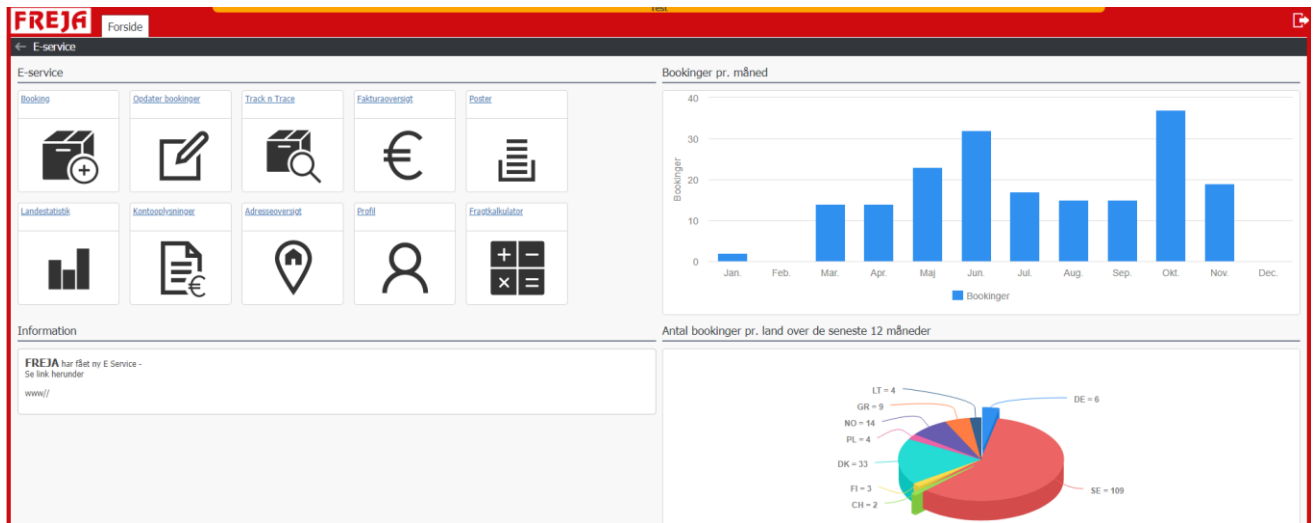 Test
FREJA Forside
← E-service
E-service
Booking
Opdater bookinger
Track n Trace
Fakturaoversigt
Poster
Landestatistik
Kontooplysninger
Adresseoversigt
Profil
Fragtkalkulator
Information
FREJA har fået ny E Service -
Se link herunder
www//
Bookinger pr. måned
40
30
20
10
0
Bookinger
Jan. Feb. Mar. Apr. Maj Jun. Jul. Aug. Sep. Okt. Nov. Dec.
Bookinger
Antal bookinger pr. land over de seneste 12 måneder
LT = 4
DE = 6
GR = 9
NO = 14
PL = 4
DK = 33
FI = 3
SE = 109
CH = 2